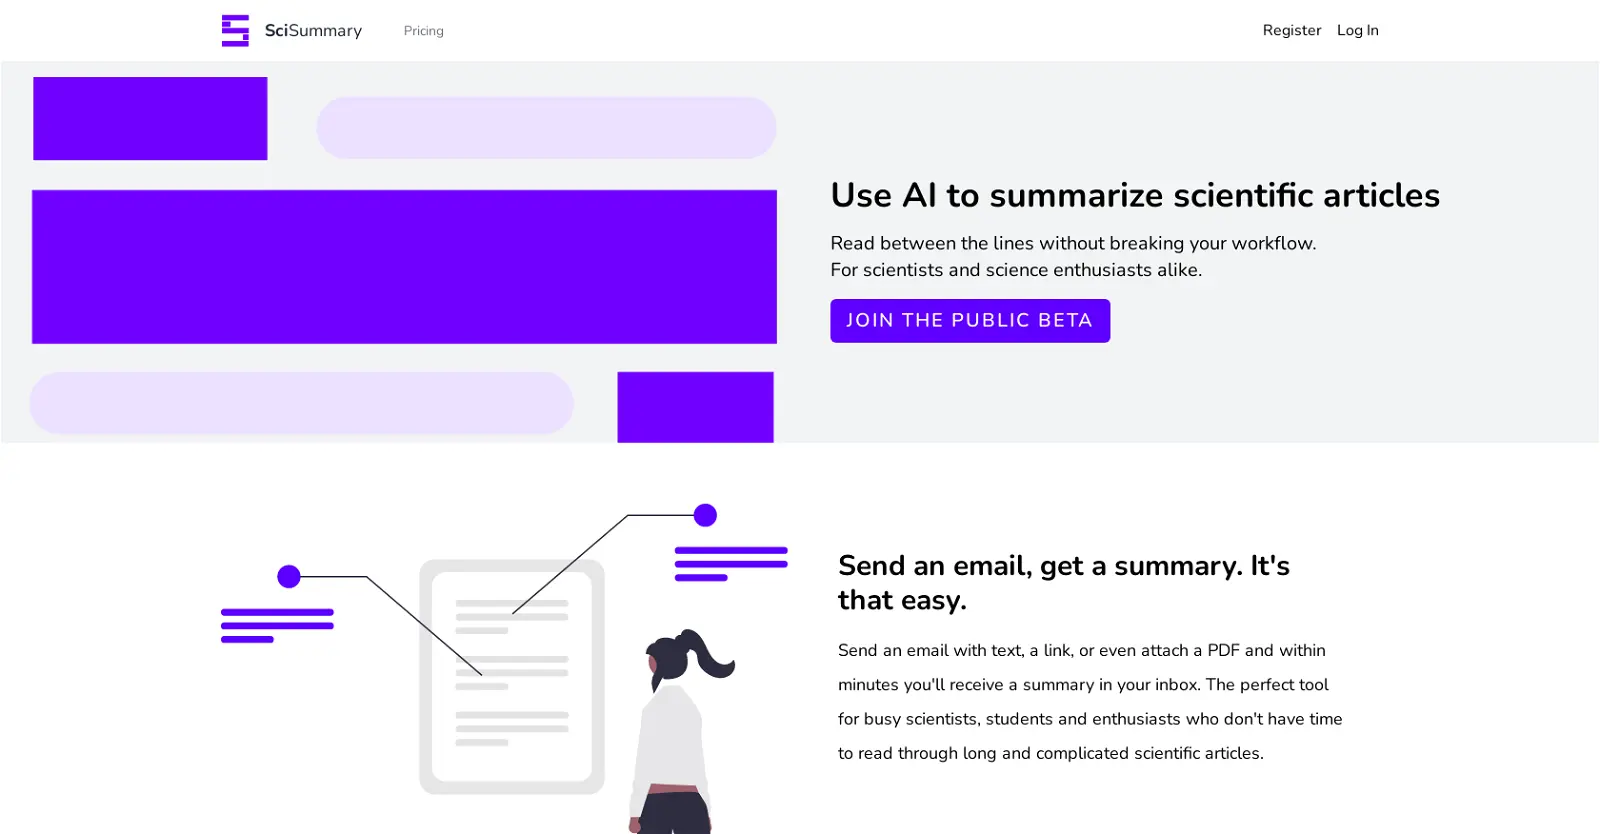 SciSummary
Pricing
Register
Log In
Use AI to summarize scientific articles
Read between the lines without breaking your workflow.
For scientists and science enthusiasts alike.
JOIN THE PUBLIC BETA
Send an email, get a summary. It's
that easy.
Send an email with text, a link, or even attach a PDF and within
minutes you'll receive a summary in your inbox. The perfect tool
for busy scientists, students and enthusiasts who don't have time
to read through long and complicated scientific articles.